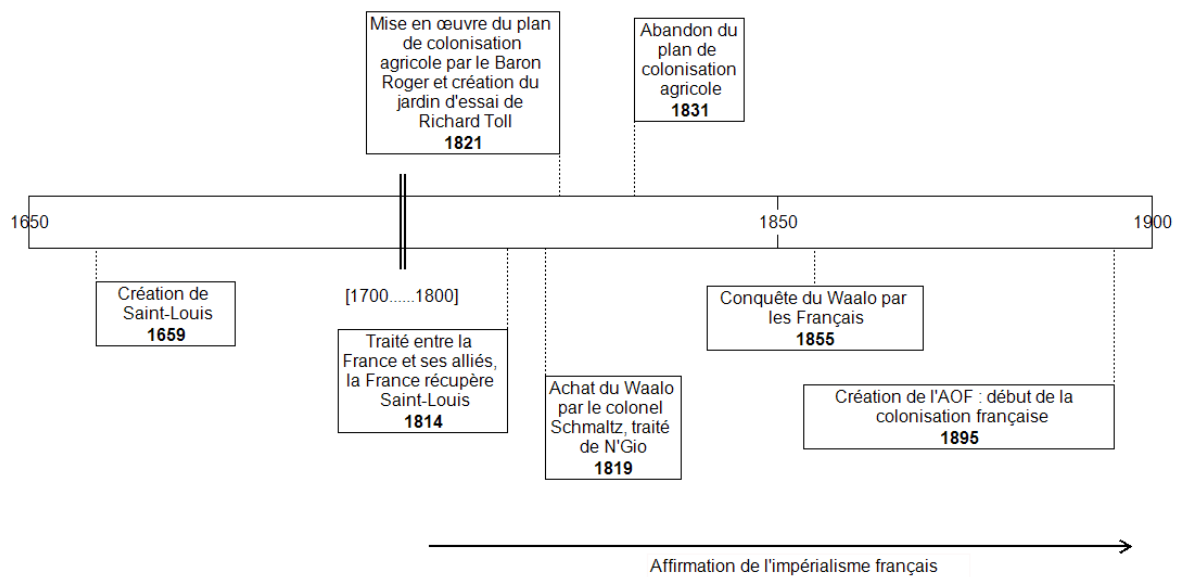 Mise en œuvre du plan
de colonisation
agricole par le Baron
Roger et création du
jardin d'essai de
Richard Toll
1821
Abandon du
plan de
colonisation
agricole
1831
1650
1850
1900
Création de
Saint-Louis
1659
[1700......1800]
Traité entre la
France et ses alliés,
la France récupère
Saint-Louis
1814
Achat du Waalo
par le colonel
Schmaltz, traité
de N'Gio
1819
Conquête du Waalo par
les Français
1855
Création de l'AOF : début de la
colonisation française
1895
Affirmation de l'impérialisme français